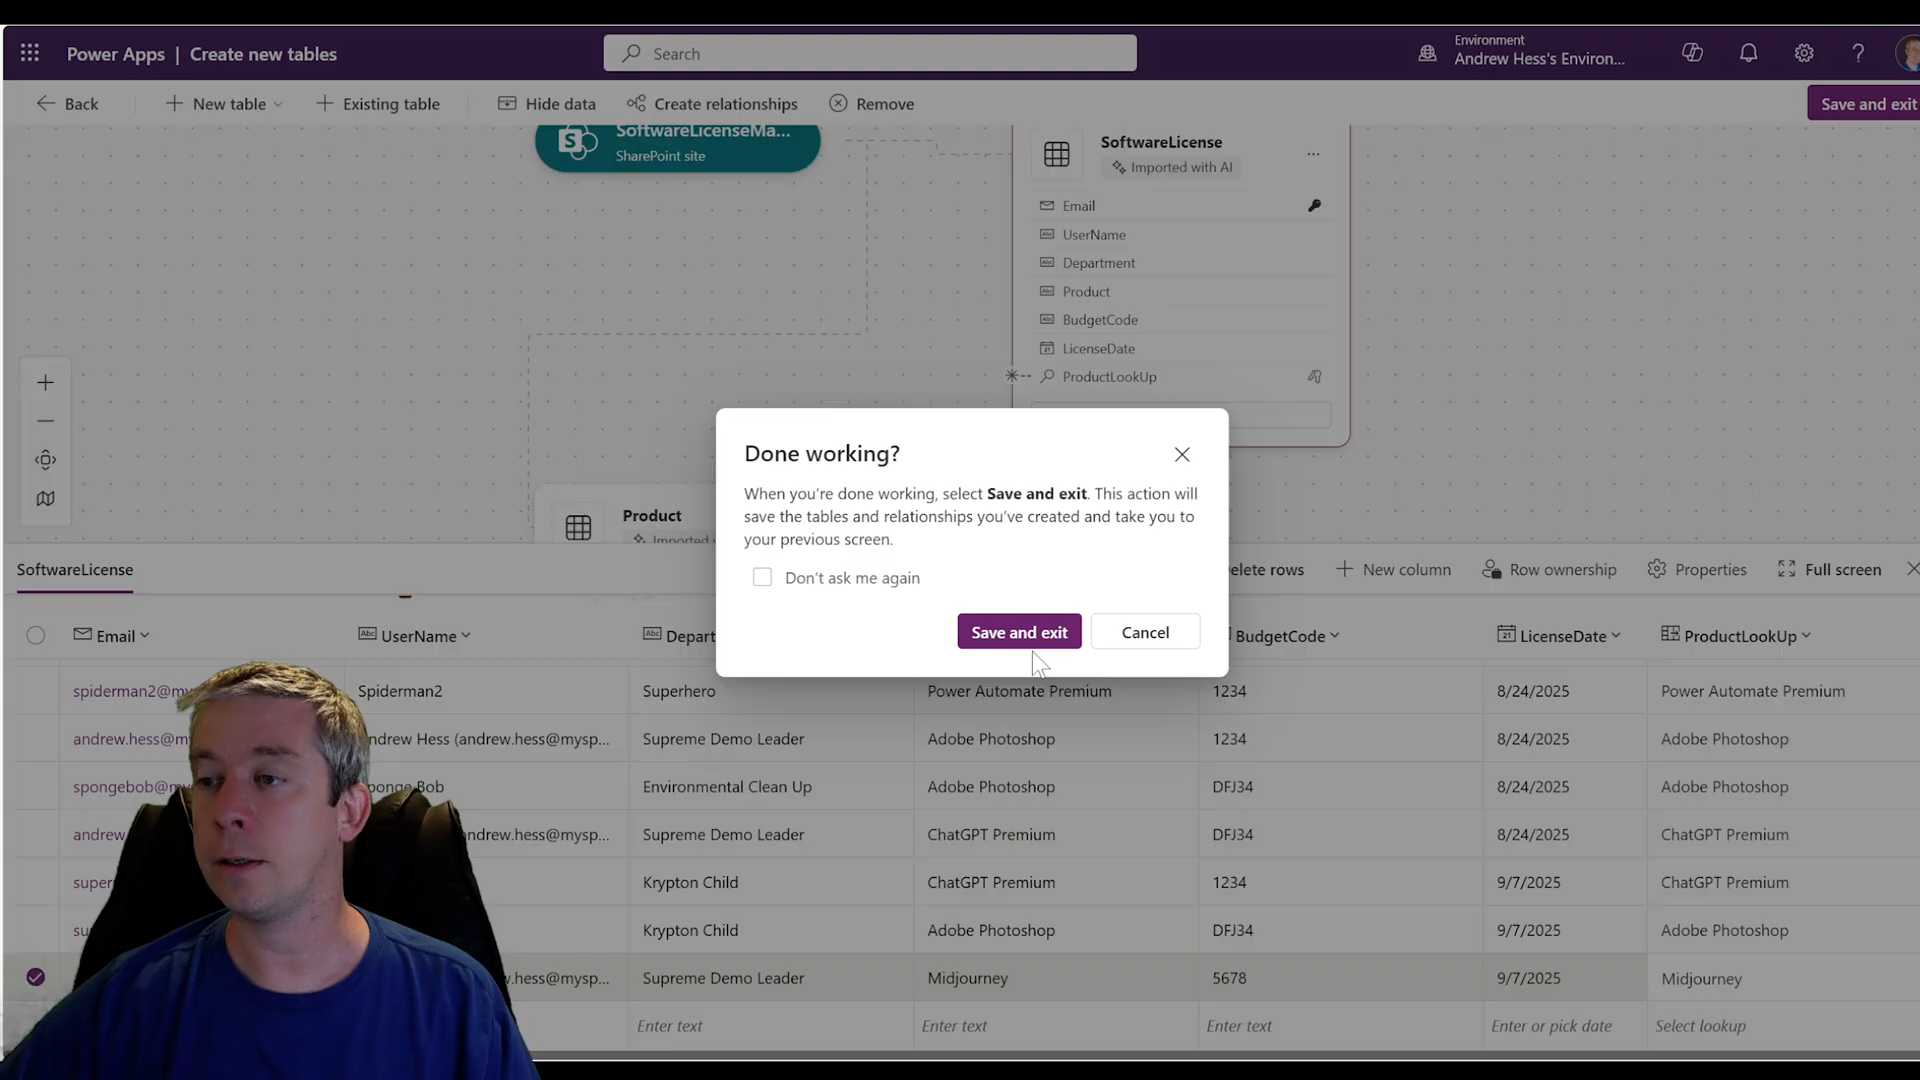 Power Apps | Create new tables
Search
Environment
Andrew Hess's Environ...
Back
New table
Existing table
Hide data
Create relationships
Remove
Save and exit
SoftwareLicenseMa...
SharePoint site
SoftwareLicense
Imported with AI
Email
UserName
Department
Product
BudgetCode
LicenseDate
ProductLookUp
Product
Imported
Done working?
When you're done working, select Save and exit. This action will
save the tables and relationships you've created and take you to
your previous screen.
Don't ask me again
Save and exit
Cancel
SoftwareLicense
elete rows
New column
Row ownership
Properties
Full screen
Email
UserName
Depart
BudgetCode
LicenseDate
ProductLookUp
spiderman2@my
Spiderman2
Superhero
Power Automate Premium
1234
8/24/2025
Power Automate Premium
andrew.hess@my
ndrew Hess (andrew.hess@mysp...
Supreme Demo Leader
Adobe Photoshop
1234
8/24/2025
Adobe Photoshop
spongebob@my
ponge Bob
Environmental Clean Up
Adobe Photoshop
DFJ34
8/24/2025
Adobe Photoshop
andrew.
andrew.hess@mysp...
Supreme Demo Leader
ChatGPT Premium
DFJ34
8/24/2025
ChatGPT Premium
super
Krypton Child
ChatGPT Premium
1234
9/7/2025
ChatGPT Premium
su
Krypton Child
Adobe Photoshop
DFJ34
9/7/2025
Adobe Photoshop
w.hess@mysp...
Supreme Demo Leader
Midjourney
5678
9/7/2025
Midjourney
Enter text
Enter text
Enter text
Enter or pick date
Select lookup